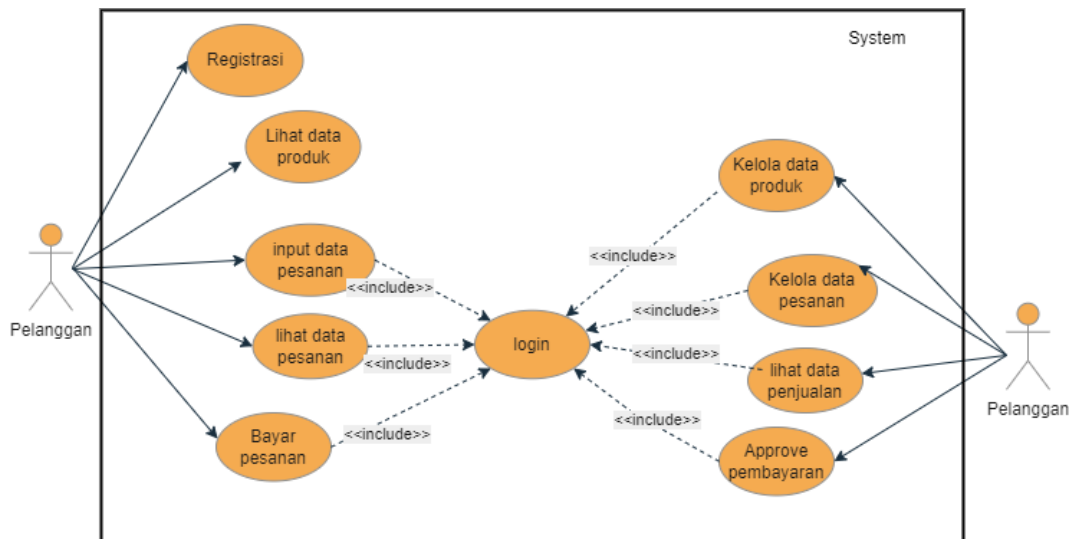 System
Registrasi
Lihat data
produk
input data
pesanan
<<include>>
lihat data
pesanan
<<include>>
Bayar
pesanan
<<include>>
Pelanggan
login
Kelola data
produk
<<include>>
Kelola data
pesanan
<<include>>
lihat data
penjualan
<<include>>
Approve
pembayaran
<<include>>
Pelanggan